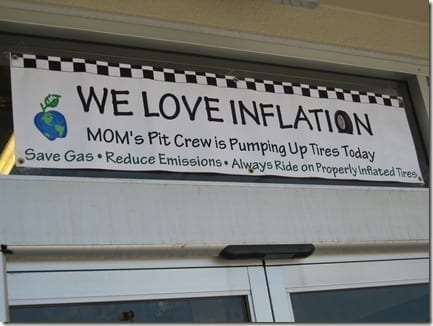 WE LOVE INFLATION
MOM's Pit Crew is Pumping Up Tires Today
Save Gas • Reduce Emissions • Always Ride on Properly Inflated Tires